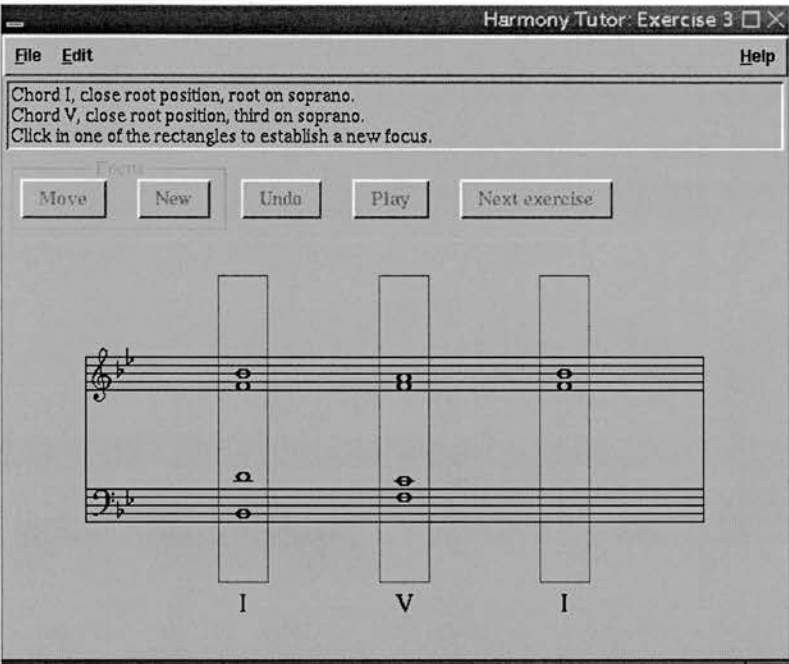 Harmony Tutor: Exercise 3
File Edit Help
Chord I, close root position, root on soprano.
Chord V, close root position, third on soprano.
Click in one of the rectangles to establish a new focus.
Focus
Move New Undo Play Next exercise
I V I